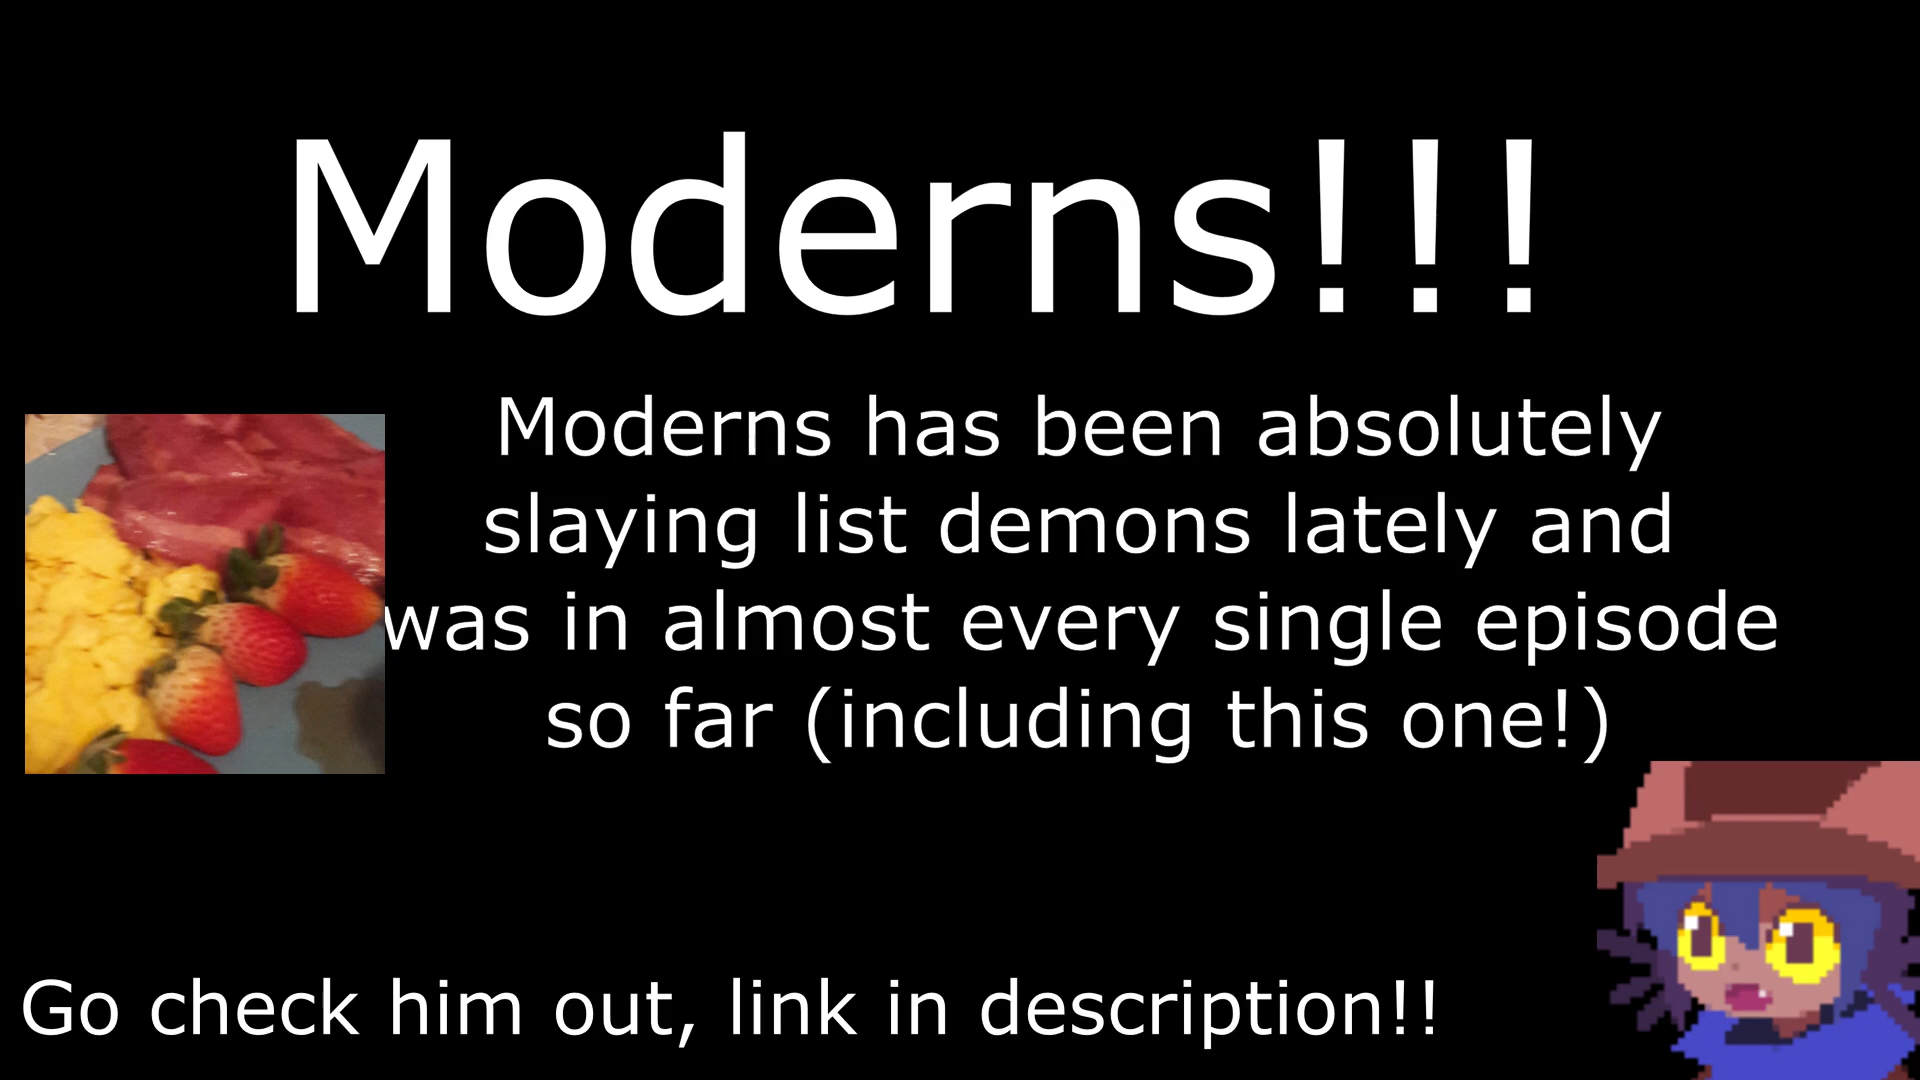 Moderns!!!
Moderns has been absolutely
slaying list demons lately and
was in almost every single episode
so far (including this one!)
Go check him out, link in description!!